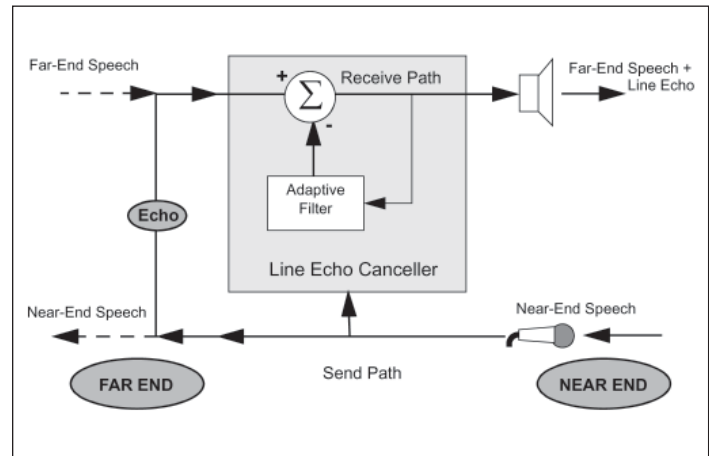 Far-End Speech
+
Receive Path
Far-End Speech +
Line Echo
Σ
-
Adaptive
Filter
Echo
Line Echo Canceller
Near-End Speech
Near-End Speech
Send Path
FAR END
NEAR END